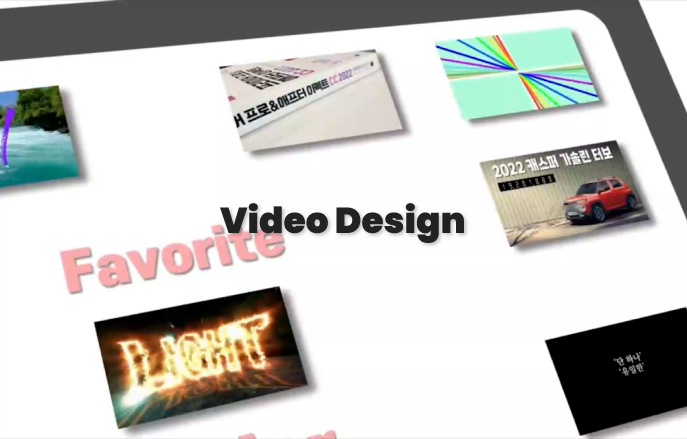 프로&애프터 이펙트 CC 2022
2022 캐스퍼 가솔린 터보
Video Design
Favorite
LIGHT
'단 하나'
'유일한'